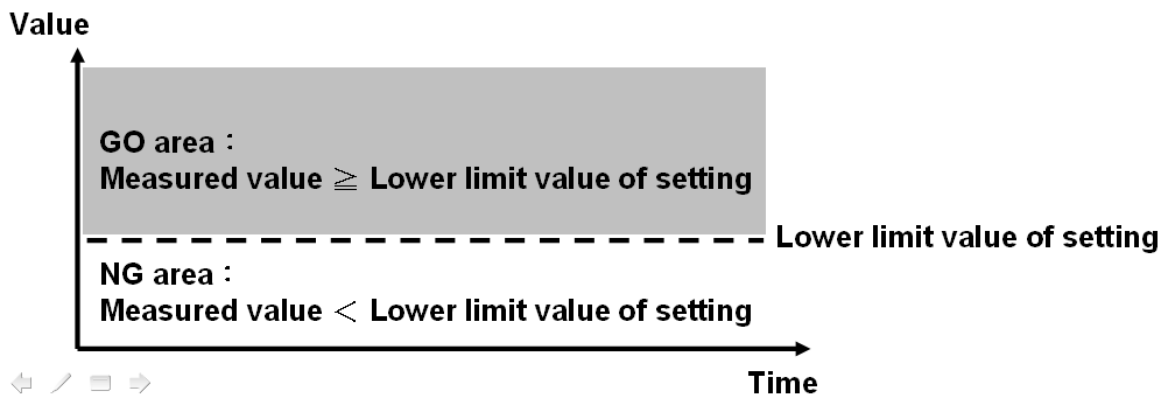 Value
GO area：
Measured value ≧ Lower limit value of setting
Lower limit value of setting
NG area：
Measured value ＜ Lower limit value of setting
Time